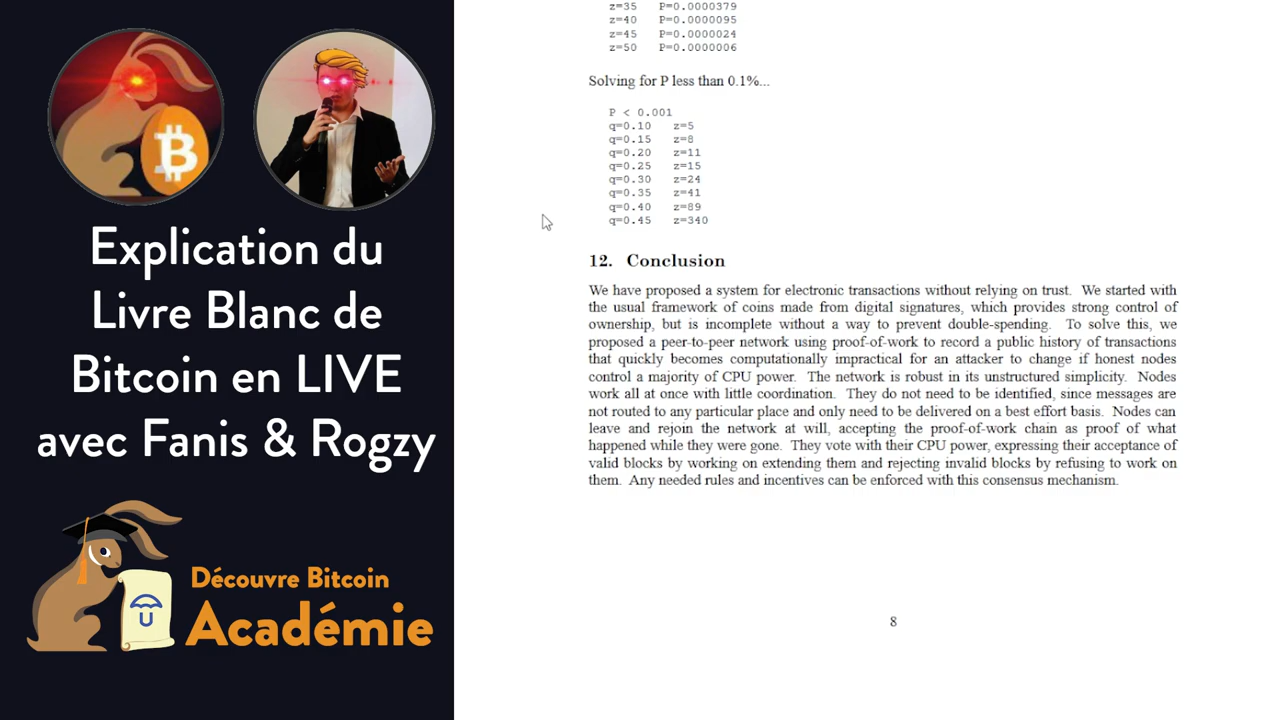 Explication du
Livre Blanc de
Bitcoin en LIVE
avec Fanis & Rogzy
Découvre Bitcoin
Académie
z=35 P=0.0000379
z=40 P=0.0000095
z=45 P=0.0000024
z=50 P=0.0000006
Solving for P less than 0.1%...
P < 0.001
q=0.10 z=5
q=0.15 z=8
q=0.20 z=11
q=0.25 z=15
q=0.30 z=24
q=0.35 z=41
q=0.40 z=89
q=0.45 z=340
12. Conclusion
We have proposed a system for electronic transactions without relying on trust. We started with
the usual framework of coins made from digital signatures, which provides strong control of
ownership, but is incomplete without a way to prevent double-spending. To solve this, we
proposed a peer-to-peer network using proof-of-work to record a public history of transactions
that quickly becomes computationally impractical for an attacker to change if honest nodes
control a majority of CPU power. The network is robust in its unstructured simplicity. Nodes
work all at once with little coordination. They do not need to be identified, since messages are
not routed to any particular place and only need to be delivered on a best effort basis. Nodes can
leave and rejoin the network at will, accepting the proof-of-work chain as proof of what
happened while they were gone. They vote with their CPU power, expressing their acceptance of
valid blocks by working on extending them and rejecting invalid blocks by refusing to work on
them. Any needed rules and incentives can be enforced with this consensus mechanism.
8